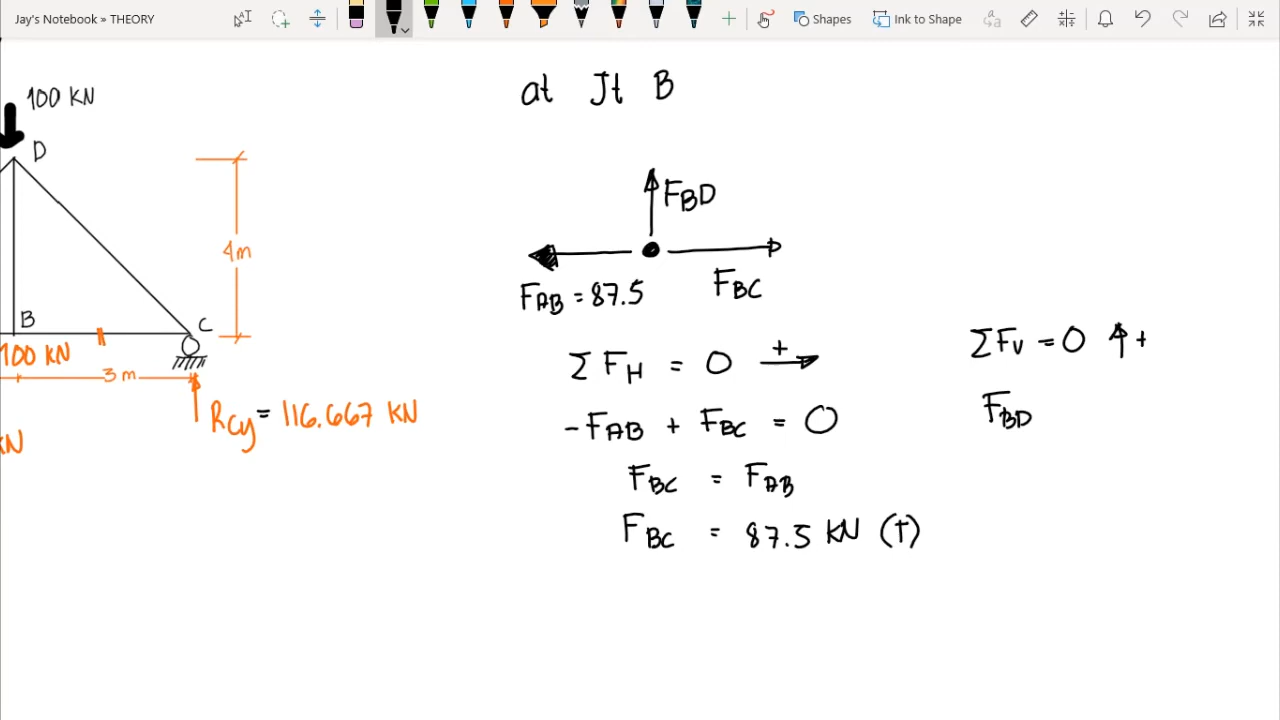 Jay's Notebook » THEORY
Shapes
Ink to Shape
100 KN
D
4m
B
C
100 KN
3 m
Rcy = 116.667 KN
KN
at Jt B
FBD
FAB = 87.5
FBC
ΣFH = 0 +→
-FAB + FBC = 0
FBC = FAB
FBC = 87.5 KN (T)
ΣFv = 0 ↑+
FBD